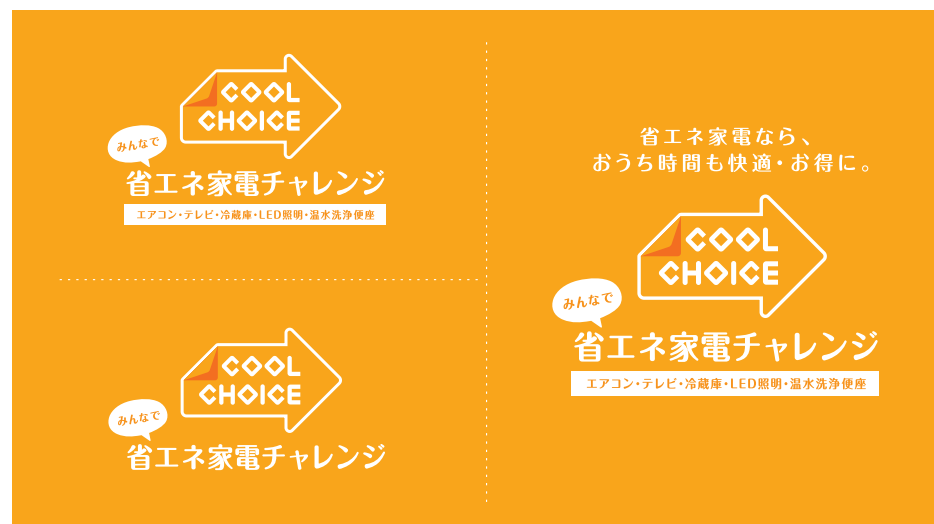 COOL
CHOICE
みんなで
省エネ家電チャレンジ
エアコン・テレビ・冷蔵庫・LED照明・温水洗浄便座
COOL
CHOICE
みんなで
省エネ家電チャレンジ
省エネ家電なら、
おうち時間も快適・お得に。
COOL
CHOICE
みんなで
省エネ家電チャレンジ
エアコン・テレビ・冷蔵庫・LED照明・温水洗浄便座